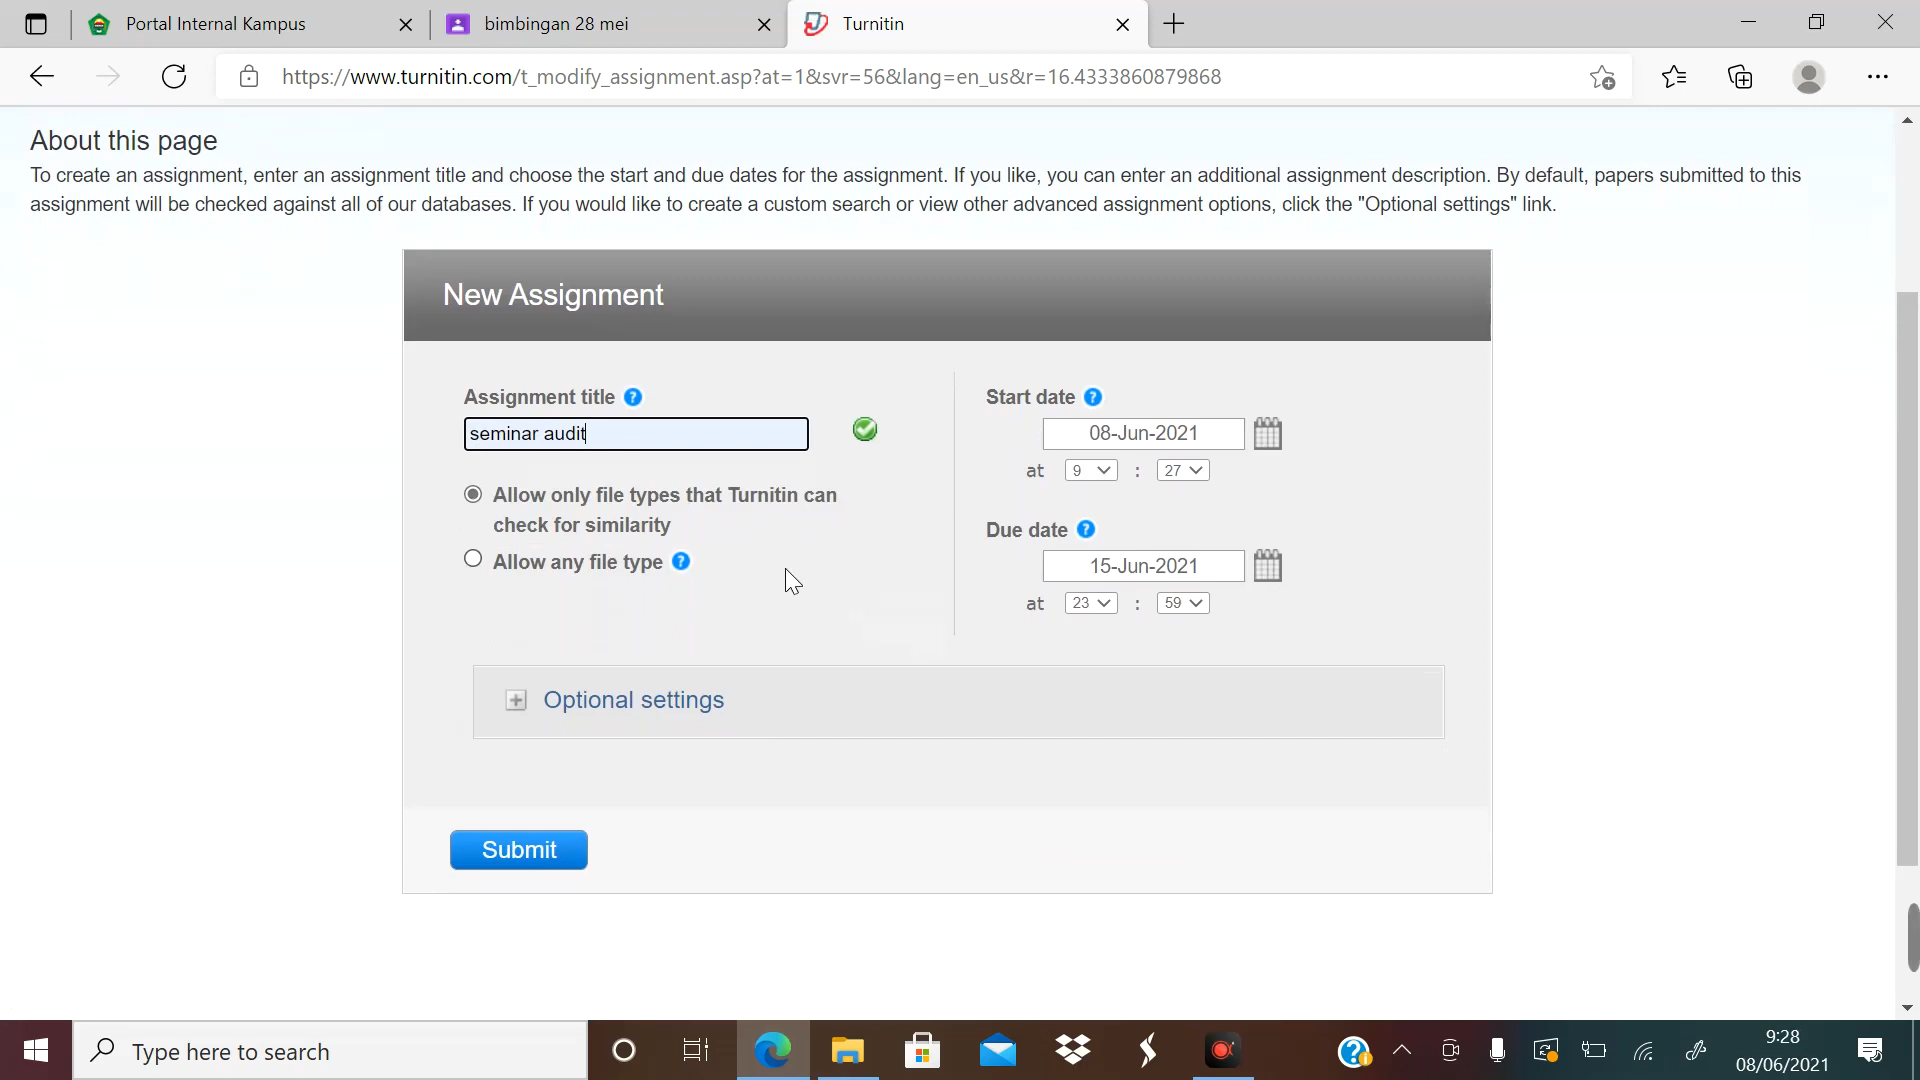 Portal Internal Kampus
bimbingan 28 mei
Turnitin
https://www.turnitin.com/t_modify_assignment.asp?at=1&svr=56&lang=en_us&r=16.4333860879868
About this page
To create an assignment, enter an assignment title and choose the start and due dates for the assignment. If you like, you can enter an additional assignment description. By default, papers submitted to this
assignment will be checked against all of our databases. If you would like to create a custom search or view other advanced assignment options, click the "Optional settings" link.
New Assignment
Assignment title ?
seminar audit
Allow only file types that Turnitin can
check for similarity
Allow any file type ?
Start date ?
08-Jun-2021
at 9 : 27
Due date ?
15-Jun-2021
at 23 : 59
Optional settings
Submit
Type here to search
9:28
08/06/2021